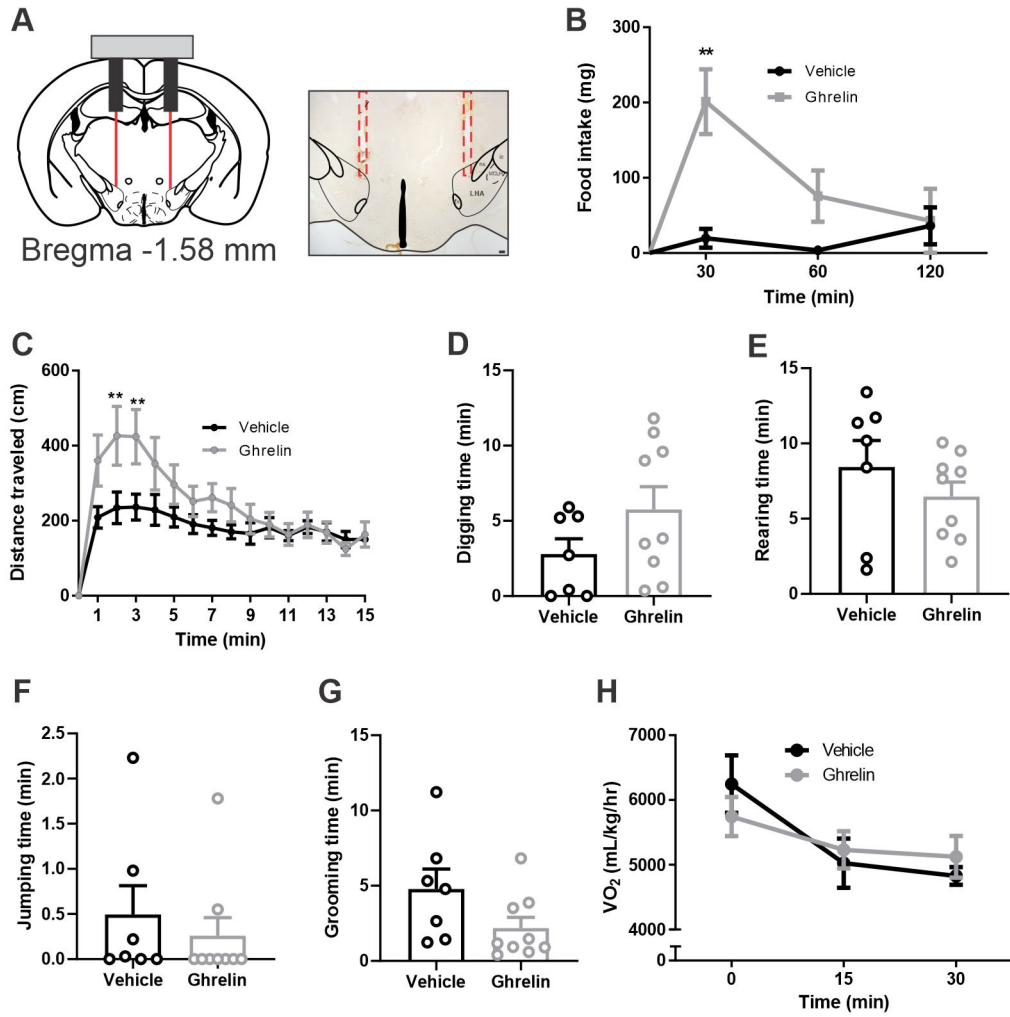 A
Bregma -1.58 mm
LHA
B
Food intake (mg)
300
200
100
0
**
Vehicle
Ghrelin
30
60
120
Time (min)
C
Distance traveled (cm)
600
400
200
0
**
**
Vehicle
Ghrelin
1
3
5
7
9
11
13
15
Time (min)
D
Digging time (min)
15
10
5
0
Vehicle
Ghrelin
E
Rearing time (min)
15
10
5
0
Vehicle
Ghrelin
F
Jumping time (min)
2.5
2.0
1.5
1.0
0.5
0.0
Vehicle
Ghrelin
G
Grooming time (min)
15
10
5
0
Vehicle
Ghrelin
H
VO₂ (mL/kg/hr)
7000
6000
5000
4000
0
Vehicle
Ghrelin
0
15
30
Time (min)